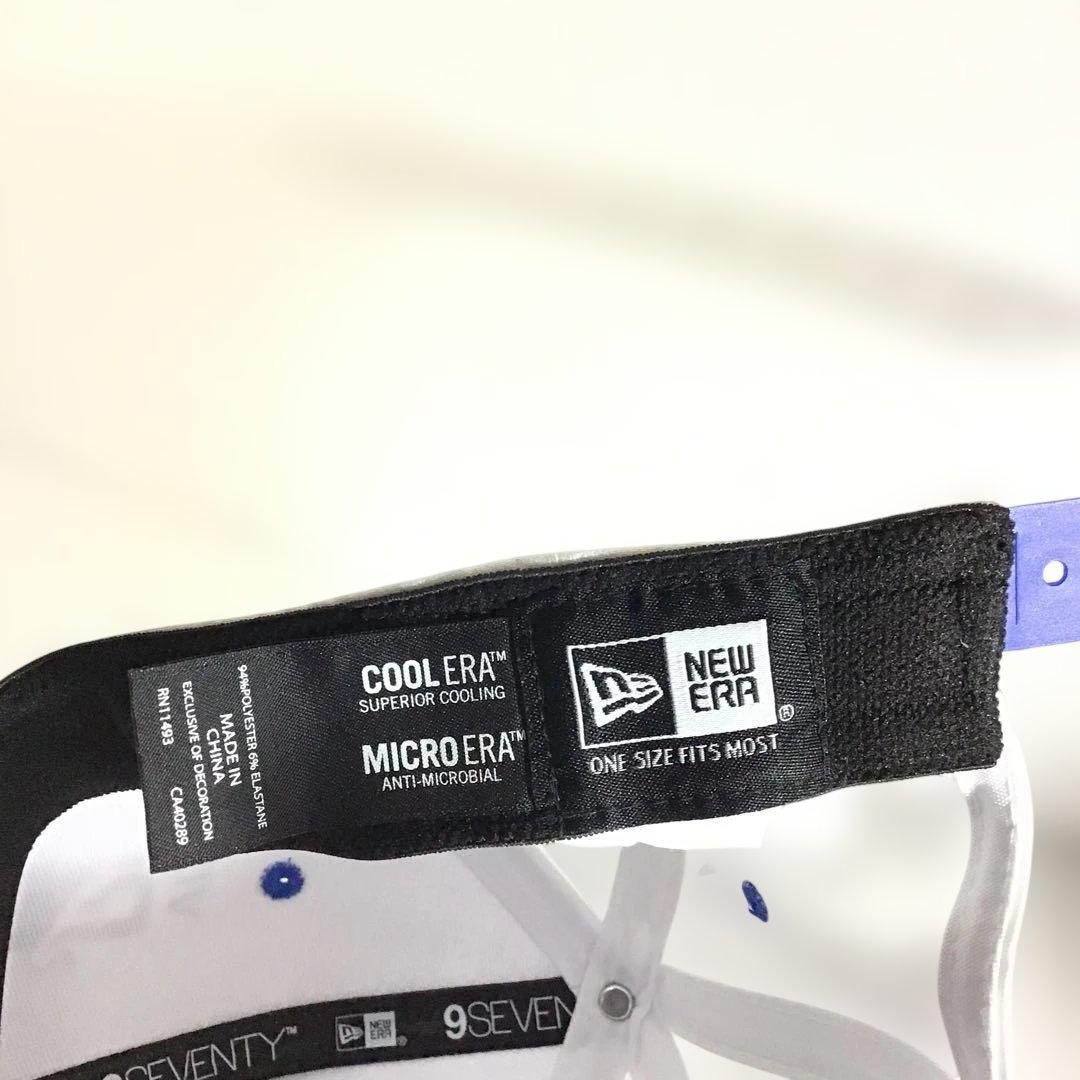 COOL ERA™
SUPERIOR COOLING
MICRO ERA™
ANTI-MICROBIAL
94%POLYESTER 6% ELASTANE
MADE IN
CHINA
EXCLUSIVE OF DECORATION
RN11493 CA40289
NEW
ERA®
ONE SIZE FITS MOST
9SEVENTY™
NEW
ERA®
9SEVEN